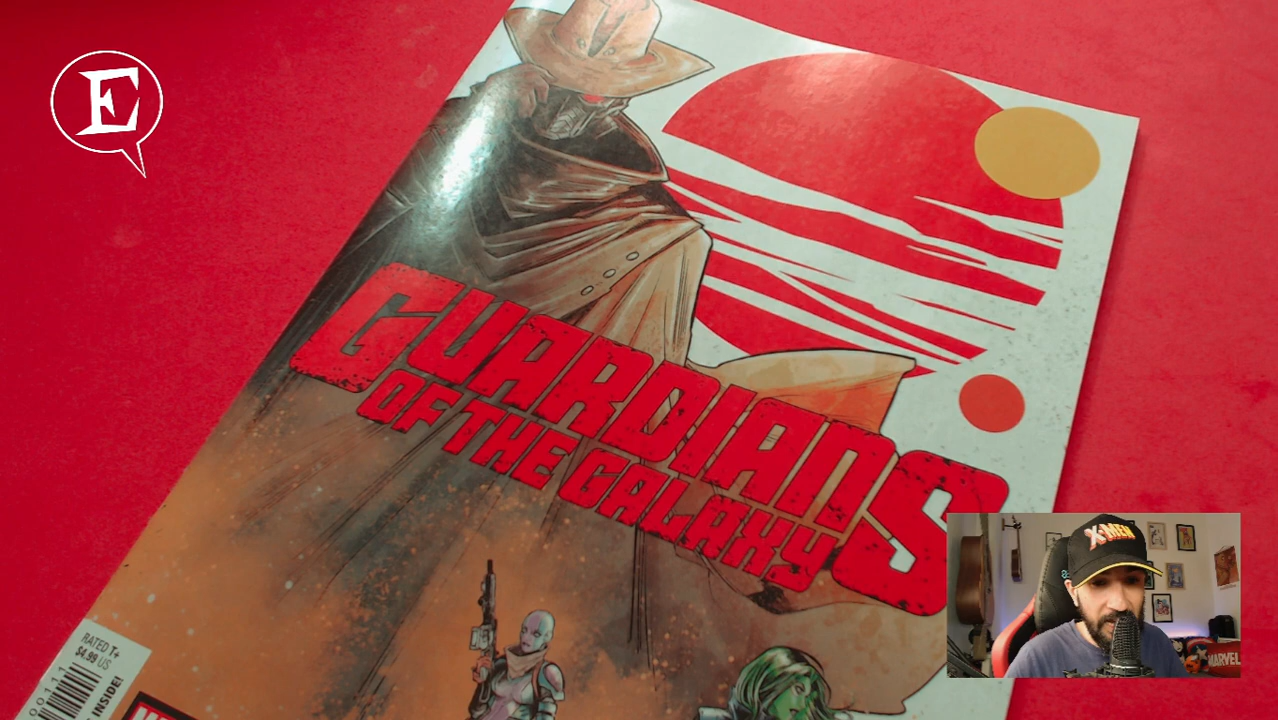 E
GUARDIANS
OF THE GALAXY
X-MEN
RATED T+
$4.99 US
INSIDE!
MARVEL